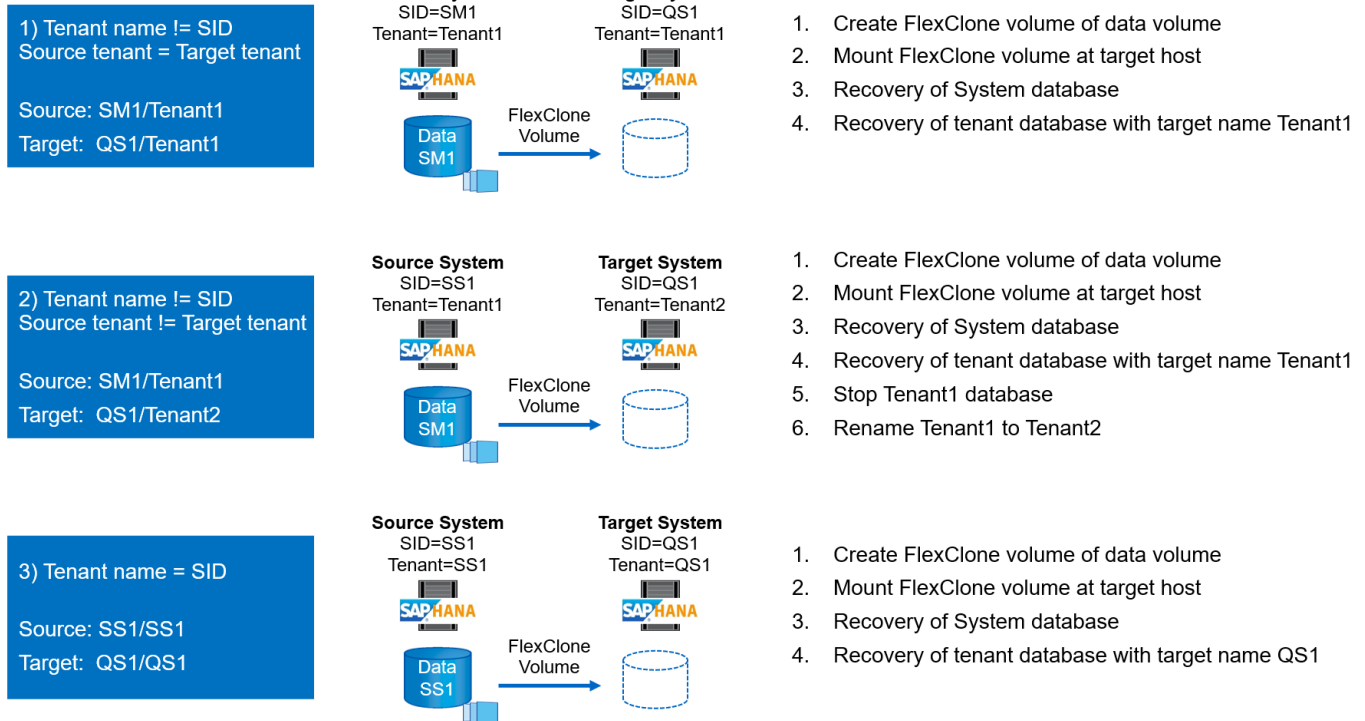 1) Tenant name != SID
Source tenant = Target tenant
Source: SM1/Tenant1
Target: QS1/Tenant1
SID=SM1
Tenant=Tenant1
SAP HANA
Data
SM1
FlexClone
Volume
SID=QS1
Tenant=Tenant1
SAP HANA
1. Create FlexClone volume of data volume
2. Mount FlexClone volume at target host
3. Recovery of System database
4. Recovery of tenant database with target name Tenant1
2) Tenant name != SID
Source tenant != Target tenant
Source: SM1/Tenant1
Target: QS1/Tenant2
Source System
SID=SS1
Tenant=Tenant1
SAP HANA
Data
SM1
FlexClone
Volume
Target System
SID=QS1
Tenant=Tenant2
SAP HANA
1. Create FlexClone volume of data volume
2. Mount FlexClone volume at target host
3. Recovery of System database
4. Recovery of tenant database with target name Tenant1
5. Stop Tenant1 database
6. Rename Tenant1 to Tenant2
3) Tenant name = SID
Source: SS1/SS1
Target: QS1/QS1
Source System
SID=SS1
Tenant=SS1
SAP HANA
Data
SS1
FlexClone
Volume
Target System
SID=QS1
Tenant=QS1
SAP HANA
1. Create FlexClone volume of data volume
2. Mount FlexClone volume at target host
3. Recovery of System database
4. Recovery of tenant database with target name QS1